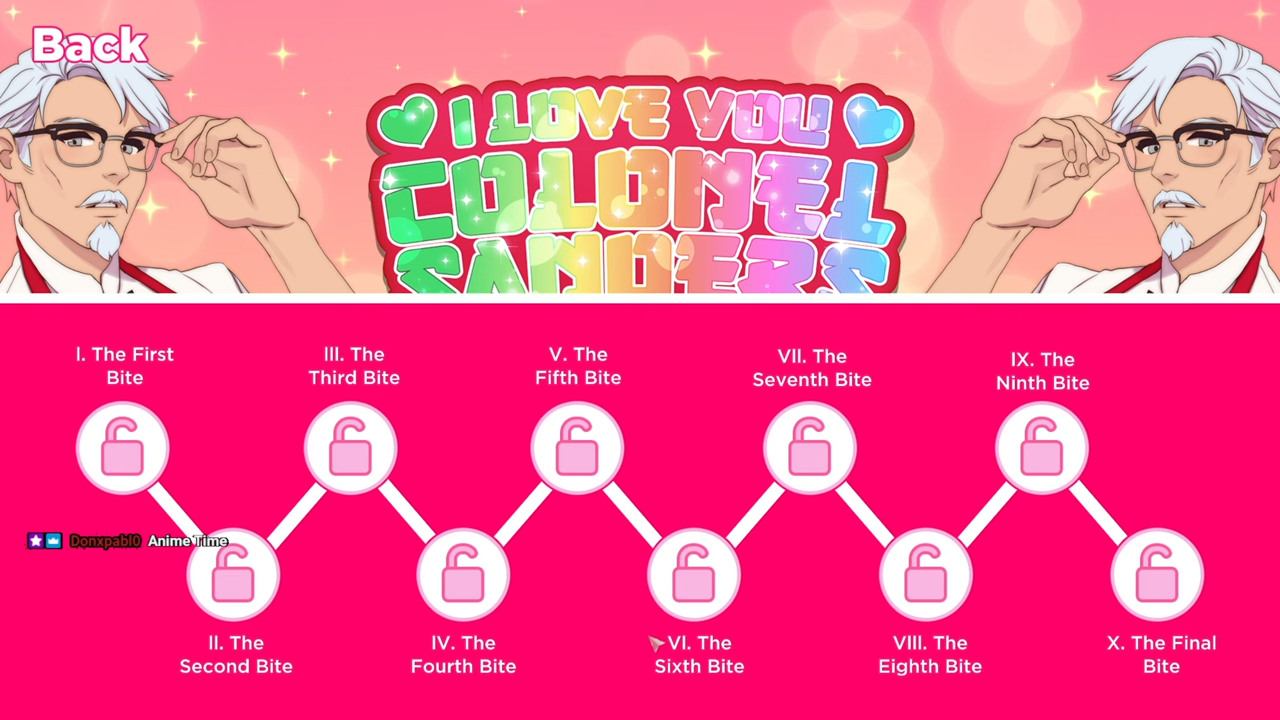 Back
I LOVE YOU
COLONEL
SANDERS
I. The First
Bite
III. The
Third Bite
V. The
Fifth Bite
VII. The
Seventh Bite
IX. The
Ninth Bite
Donxpabl0 Anime Time
II. The
Second Bite
IV. The
Fourth Bite
VI. The
Sixth Bite
VIII. The
Eighth Bite
X. The Final
Bite